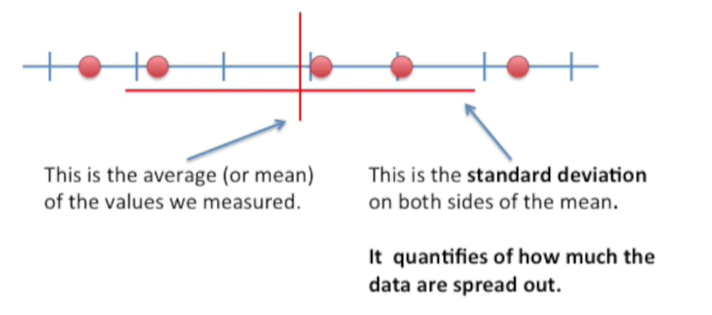 This is the average (or mean)
of the values we measured.
This is the standard deviation
on both sides of the mean.
It quantifies of how much the
data are spread out.